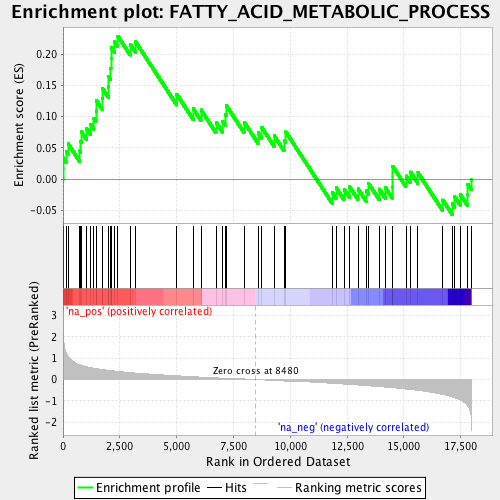 Enrichment plot: FATTY_ACID_METABOLIC_PROCESS
Enrichment score (ES)
0.20
0.15
0.10
0.05
0.00
-0.05
'na_pos' (positively correlated)
Ranked list metric (PreRanked)
3
2
1
0
-1
-2
Zero cross at 8480
'na_neg' (negatively correlated)
0 2,500 5,000 7,500 10,000 12,500 15,000 17,500
Rank in Ordered Dataset
Enrichment profile Hits Ranking metric scores